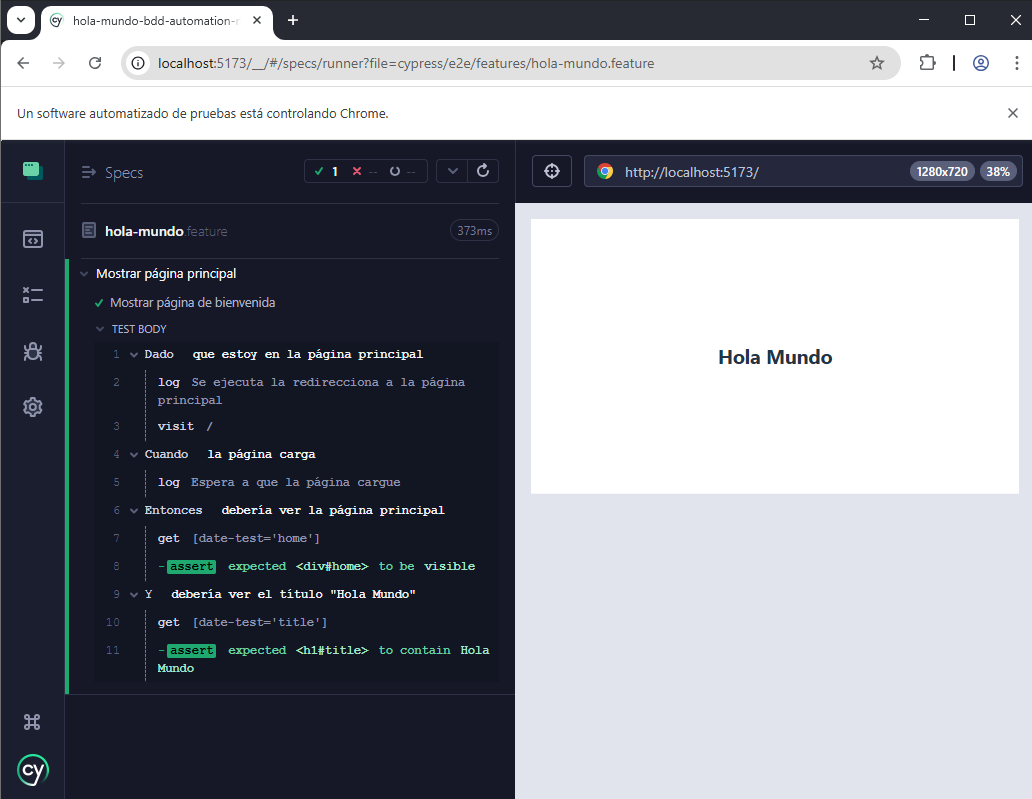 hola-mundo-bdd-automation-
localhost:5173/__/#/specs/runner?file=cypress/e2e/features/hola-mundo.feature
Un software automatizado de pruebas está controlando Chrome.
Specs
1 -- --
hola-mundo feature
373ms
Mostrar página principal
Mostrar página de bienvenida
TEST BODY
1 Dado que estoy en la página principal
2 log Se ejecuta la redirecciona a la página
principal
3 visit /
4 Cuando la página carga
5 log Espera a que la página cargue
6 Entonces debería ver la página principal
7 get [date-test='home']
8 -assert expected <div#home> to be visible
9 Y debería ver el título "Hola Mundo"
10 get [date-test='title']
11 -assert expected <h1#title> to contain Hola
Mundo
cy
http://localhost:5173/
1280x720
38%
Hola Mundo